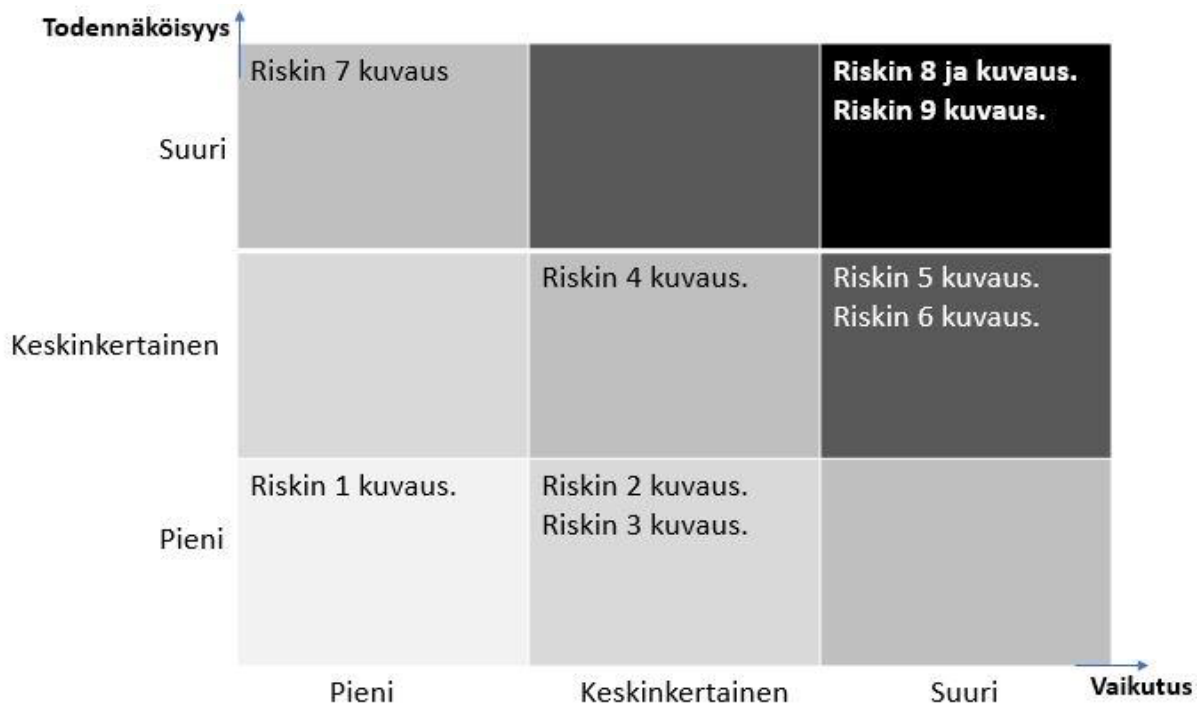 Todennäköisyys
Riskin 7 kuvaus
Riskin 8 ja kuvaus.
Riskin 9 kuvaus.
Suuri
Riskin 4 kuvaus.
Riskin 5 kuvaus.
Riskin 6 kuvaus.
Keskinkertainen
Riskin 1 kuvaus.
Riskin 2 kuvaus.
Riskin 3 kuvaus.
Pieni
Pieni
Keskinkertainen
Suuri
Vaikutus